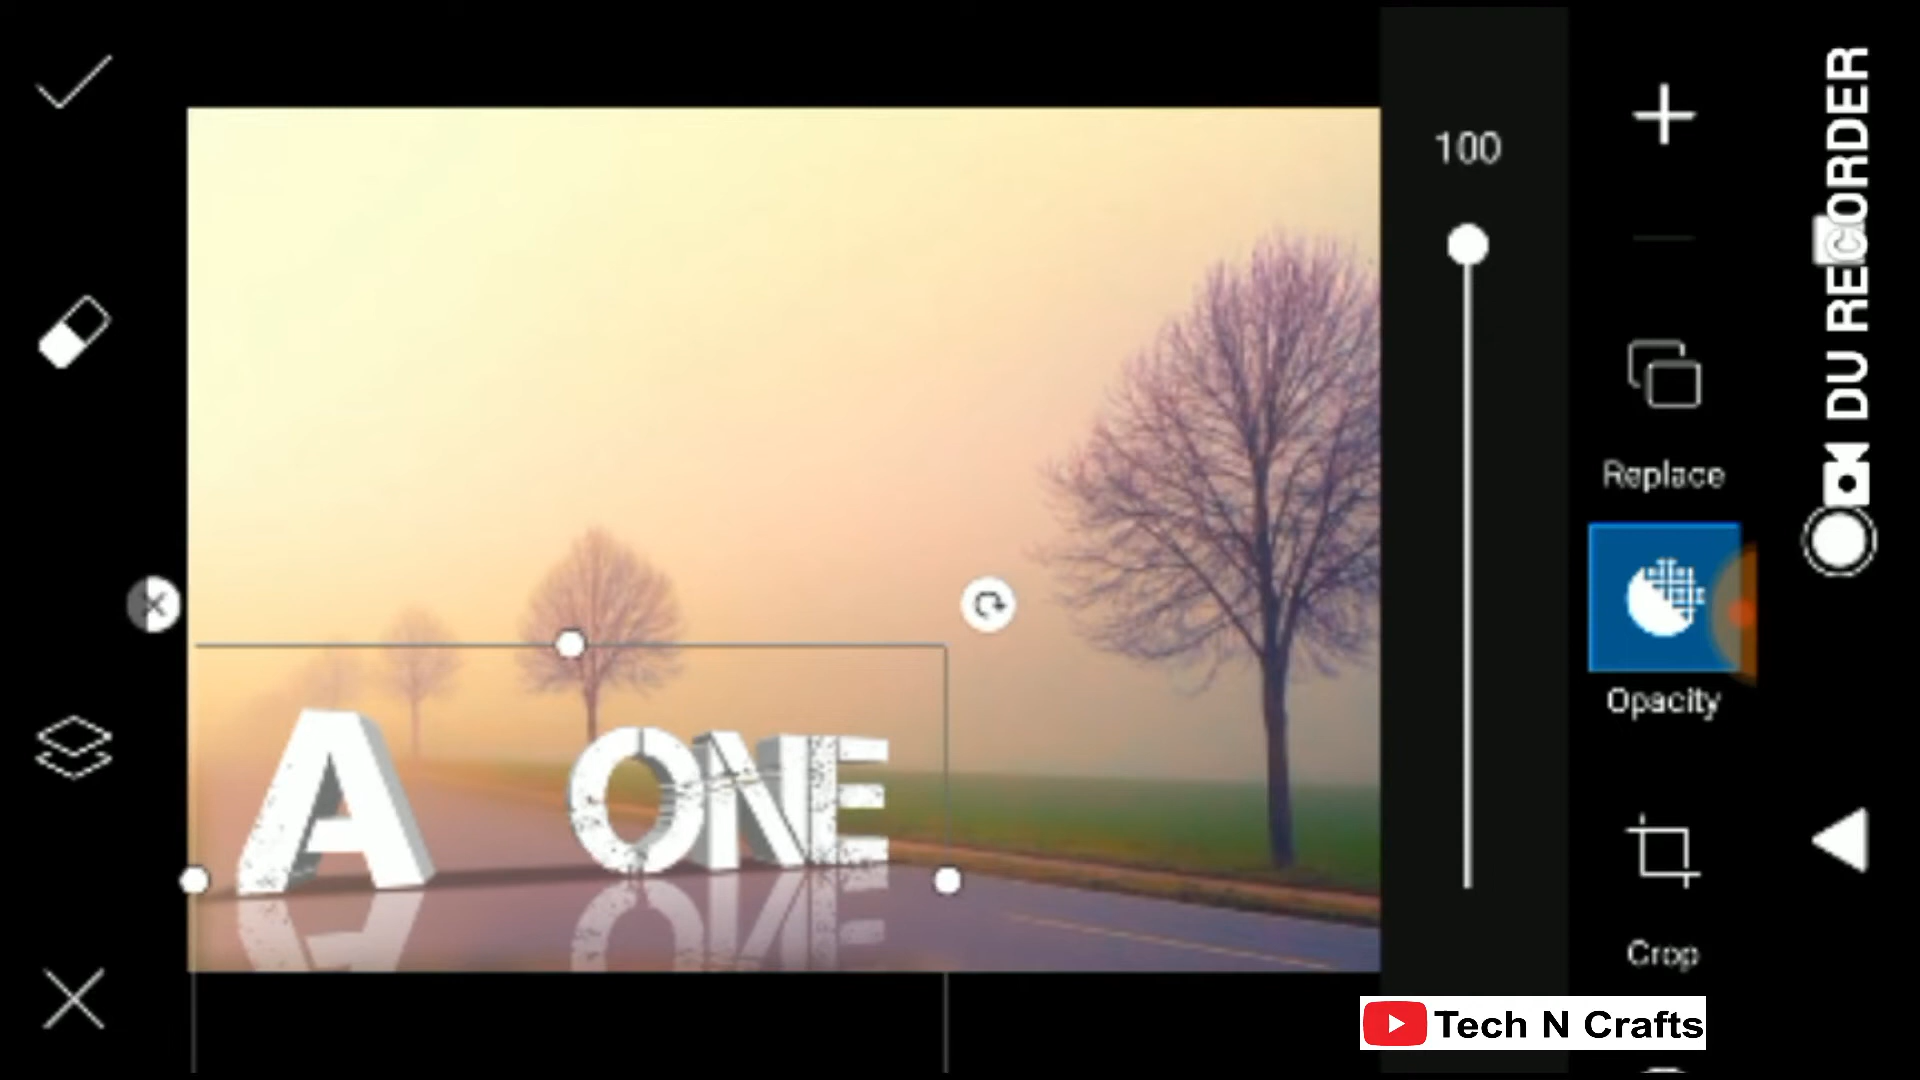 100
Replace
Opacity
Crop
DU RECORDER
A ONE
Tech N Crafts